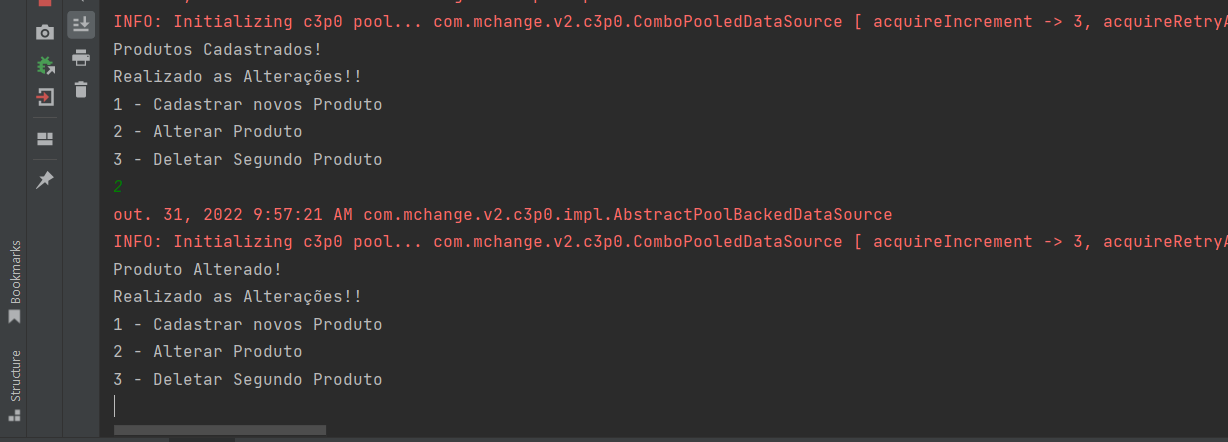 INFO: Initializing c3p0 pool... com.mchange.v2.c3p0.ComboPooledDataSource [ acquireIncrement -> 3,
Produtos Cadastrados!
Realizado as Alterações!!
1 - Cadastrar novos Produto
2 - Alterar Produto
3 - Deletar Segundo Produto
2
out. 31, 2022 9:57:21 AM com.mchange.v2.c3p0.impl.AbstractPoolBackedDataSource
INFO: Initializing c3p0 pool... com.mchange.v2.c3p0.ComboPooledDataSource [ acquireIncrement -> 3,
Produto Alterado!
Realizado as Alterações!!
1 - Cadastrar novos Produto
2 - Alterar Produto
3 - Deletar Segundo Produto
Bookmarks
Structure